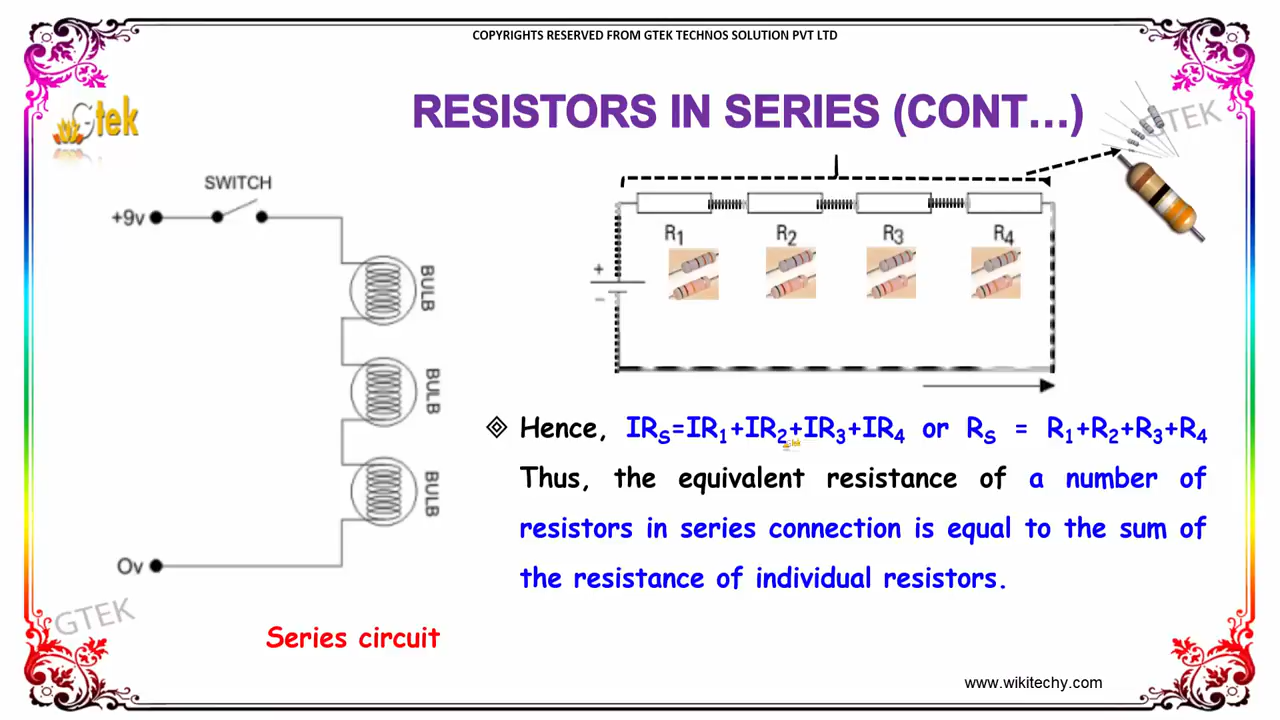 COPYRIGHTS RESERVED FROM GTEK TECHNOS SOLUTION PVT LTD
Gtek
RESISTORS IN SERIES (CONT...)
GTEK
SWITCH
+9v
R1
R2
R3
R4
+
−
BULB
BULB
BULB
0v
Hence, IRS=IR1+IR2+IR3+IR4 or RS = R1+R2+R3+R4
Thus, the equivalent resistance of a number of
resistors in series connection is equal to the sum of
the resistance of individual resistors.
GTEK
Series circuit
www.wikitechy.com